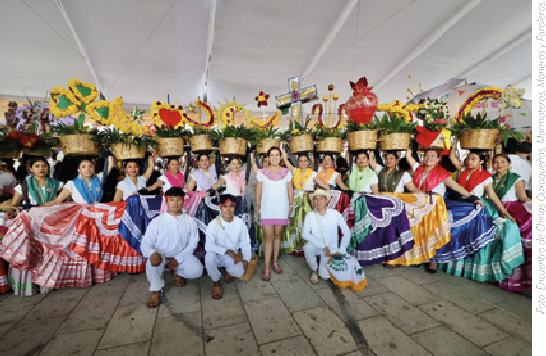 Foto: Encuentro de Chinas Oaxaqueñas, Marmoteros, Moneros y Faroleros.